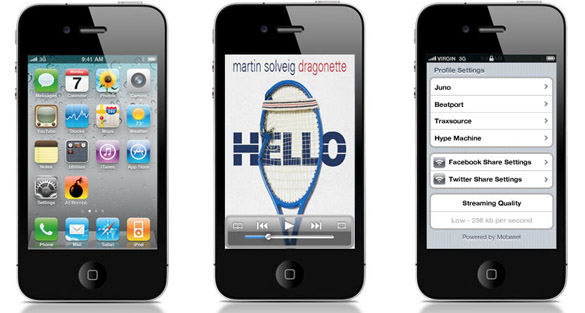 3G 9:41 AM
Messages Calendar Photos Camera
7
YouTube Stocks Maps Weather
Notes Utilities iTunes App Store
Settings
Phone Mail Safari iPod
martin solveig dragonette
HELLO
VIRGIN 3G
Profile Settings
Juno
Beatport
Traxsource
Hype Machine
Facebook Share Settings
Twitter Share Settings
Streaming Quality
Low - 256 kb per second
Powered by Mobaset